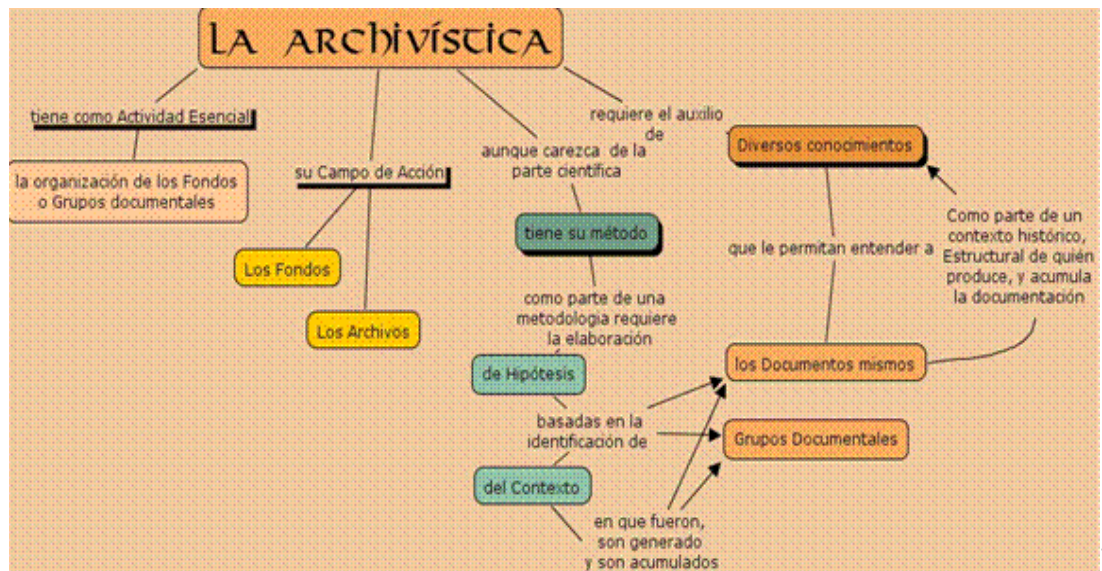 LA ARCHIVÍSTICA
tiene como Actividad Esencial
la organización de los Fondos
o Grupos documentales
su Campo de Acción
Los Fondos
Los Archivos
aunque carezca de la
parte científica
tiene su método
como parte de una
metodologia requiere
la elaboración
de Hipótesis
basadas en la
identificación de
del Contexto
en que fueron,
son generado
y son acumulados
requiere el auxilio
de
Diversos conocimientos
que le permitan entender a
los Documentos mismos
Grupos Documentales
Como parte de un
contexto histórico,
Estructural de quién
produce, y acumula
la documentación